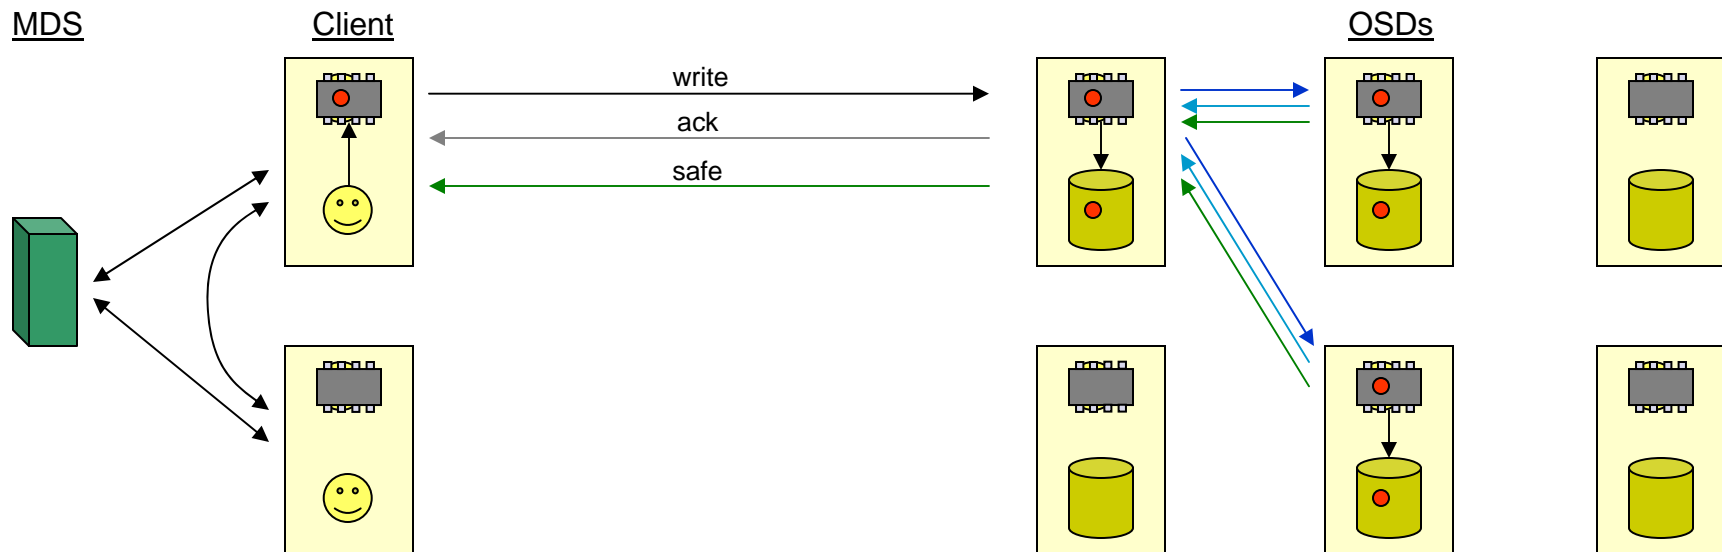 MDS
Client
OSDs
write
ack
safe